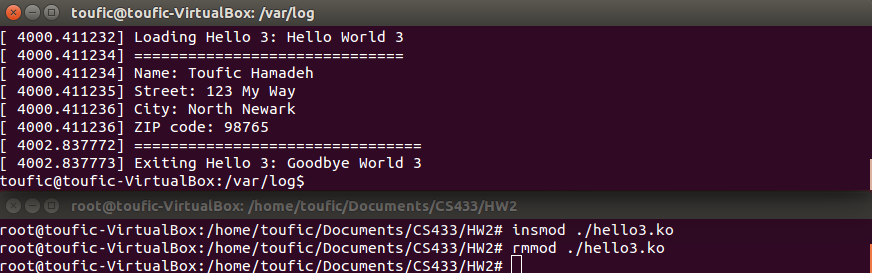 toufic@toufic-VirtualBox: /var/log
[ 4000.411232] Loading Hello 3: Hello World 3
[ 4000.411234] ==============================
[ 4000.411234] Name: Toufic Hamadeh
[ 4000.411235] Street: 123 My Way
[ 4000.411236] City: North Newark
[ 4000.411236] ZIP code: 98765
[ 4002.837772] ================================
[ 4002.837773] Exiting Hello 3: Goodbye World 3
toufic@toufic-VirtualBox:/var/log$
root@toufic-VirtualBox: /home/toufic/Documents/CS433/HW2
root@toufic-VirtualBox:/home/toufic/Documents/CS433/HW2# insmod ./hello3.ko
root@toufic-VirtualBox:/home/toufic/Documents/CS433/HW2# rmmod ./hello3.ko
root@toufic-VirtualBox:/home/toufic/Documents/CS433/HW2#